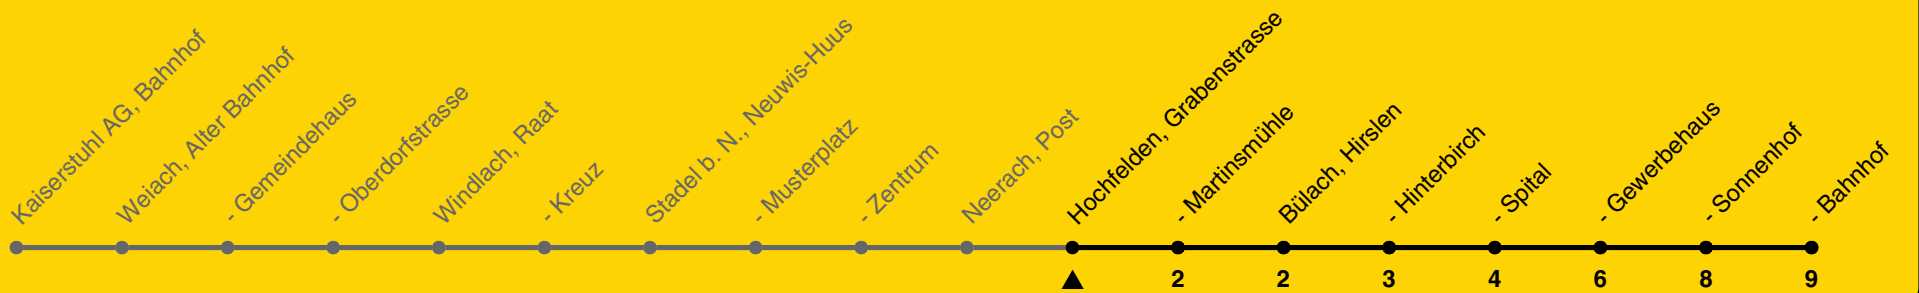 Kaiserstuhl AG, Bahnhof
Weiach, Alter Bahnhof
- Gemeindehaus
- Oberdorfstrasse
Windlach, Raat
- Kreuz
Stadel b. N., Neuwis-Huus
- Musterplatz
- Zentrum
Neerach, Post
Hochfelden, Grabenstrasse
- Martinsmühle
Bülach, Hirslen
- Hinterbirch
- Spital
- Gewerbehaus
- Sonnenhof
- Bahnhof
2 2 3 4 6 8 9